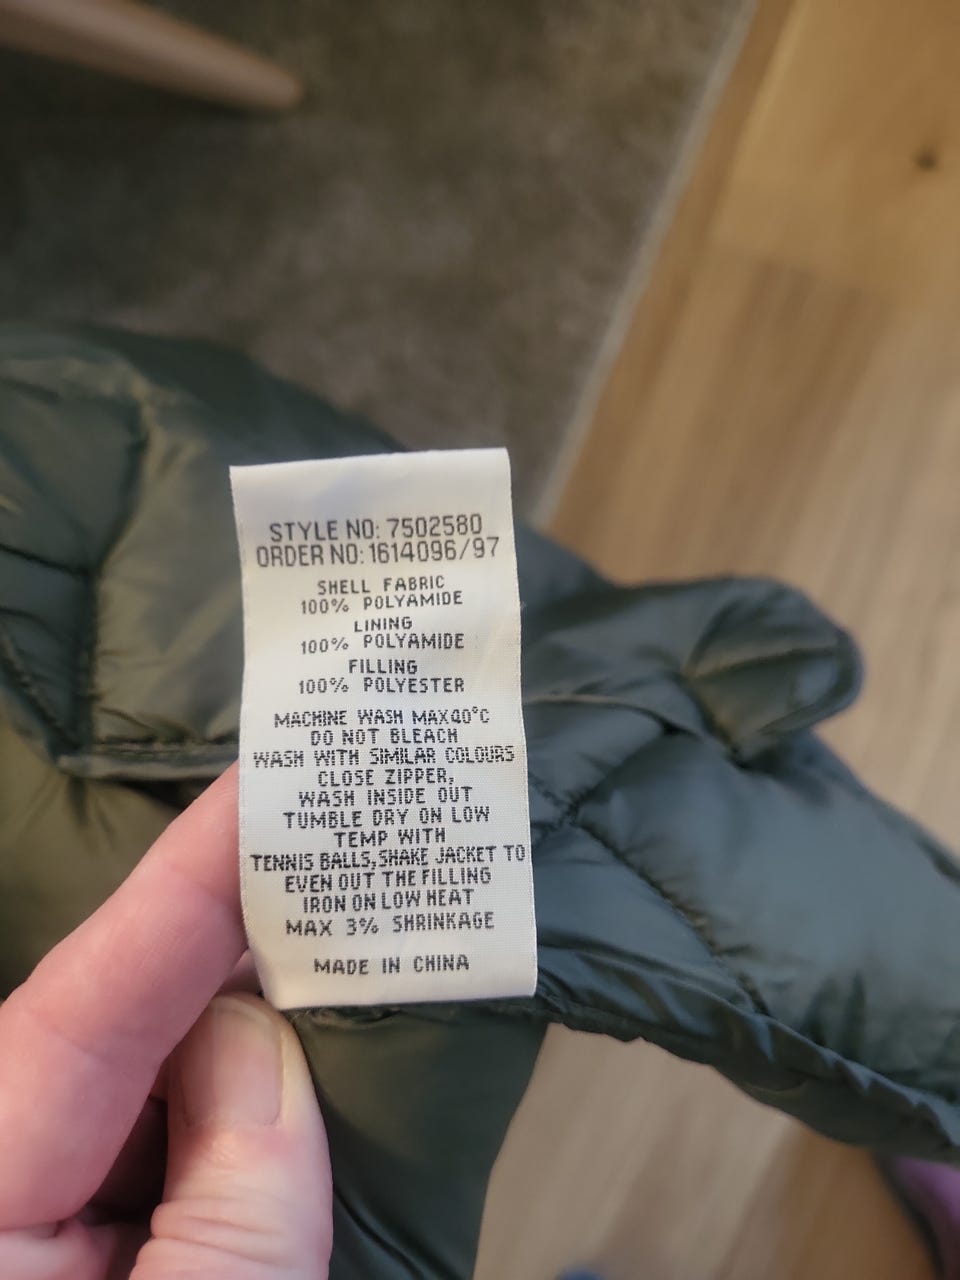 STYLE NO: 7502580
ORDER NO: 1614096/97
SHELL FABRIC
100% POLYAMIDE
LINING
100% POLYAMIDE
FILLING
100% POLYESTER
MACHINE WASH MAX40°C
DO NOT BLEACH
WASH WITH SIMILAR COLOURS
CLOSE ZIPPER,
WASH INSIDE OUT
TUMBLE DRY ON LOW
TEMP WITH
TENNIS BALLS, SHAKE JACKET TO
EVEN OUT THE FILLING
IRON ON LOW HEAT
MAX 3% SHRINKAGE
MADE IN CHINA